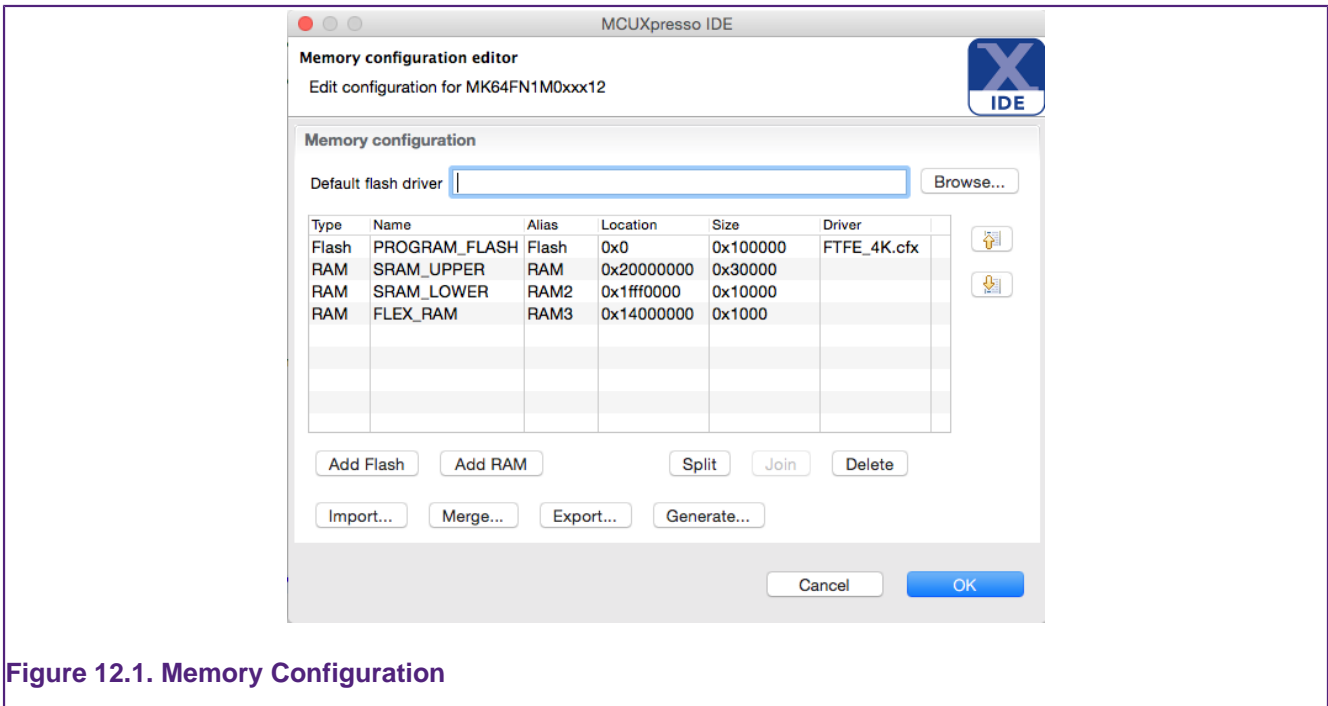 MCUXpresso IDE
Memory configuration editor
Edit configuration for MK64FN1M0xxx12
X
IDE
Memory configuration
Default flash driver
Browse...
Type Name Alias Location Size Driver
Flash PROGRAM_FLASH Flash 0x0 0x100000 FTFE_4K.cfx
RAM SRAM_UPPER RAM 0x20000000 0x30000
RAM SRAM_LOWER RAM2 0x1fff0000 0x10000
RAM FLEX_RAM RAM3 0x14000000 0x1000
Add Flash Add RAM Split Join Delete
Import... Merge... Export... Generate...
Cancel OK
Figure 12.1. Memory Configuration